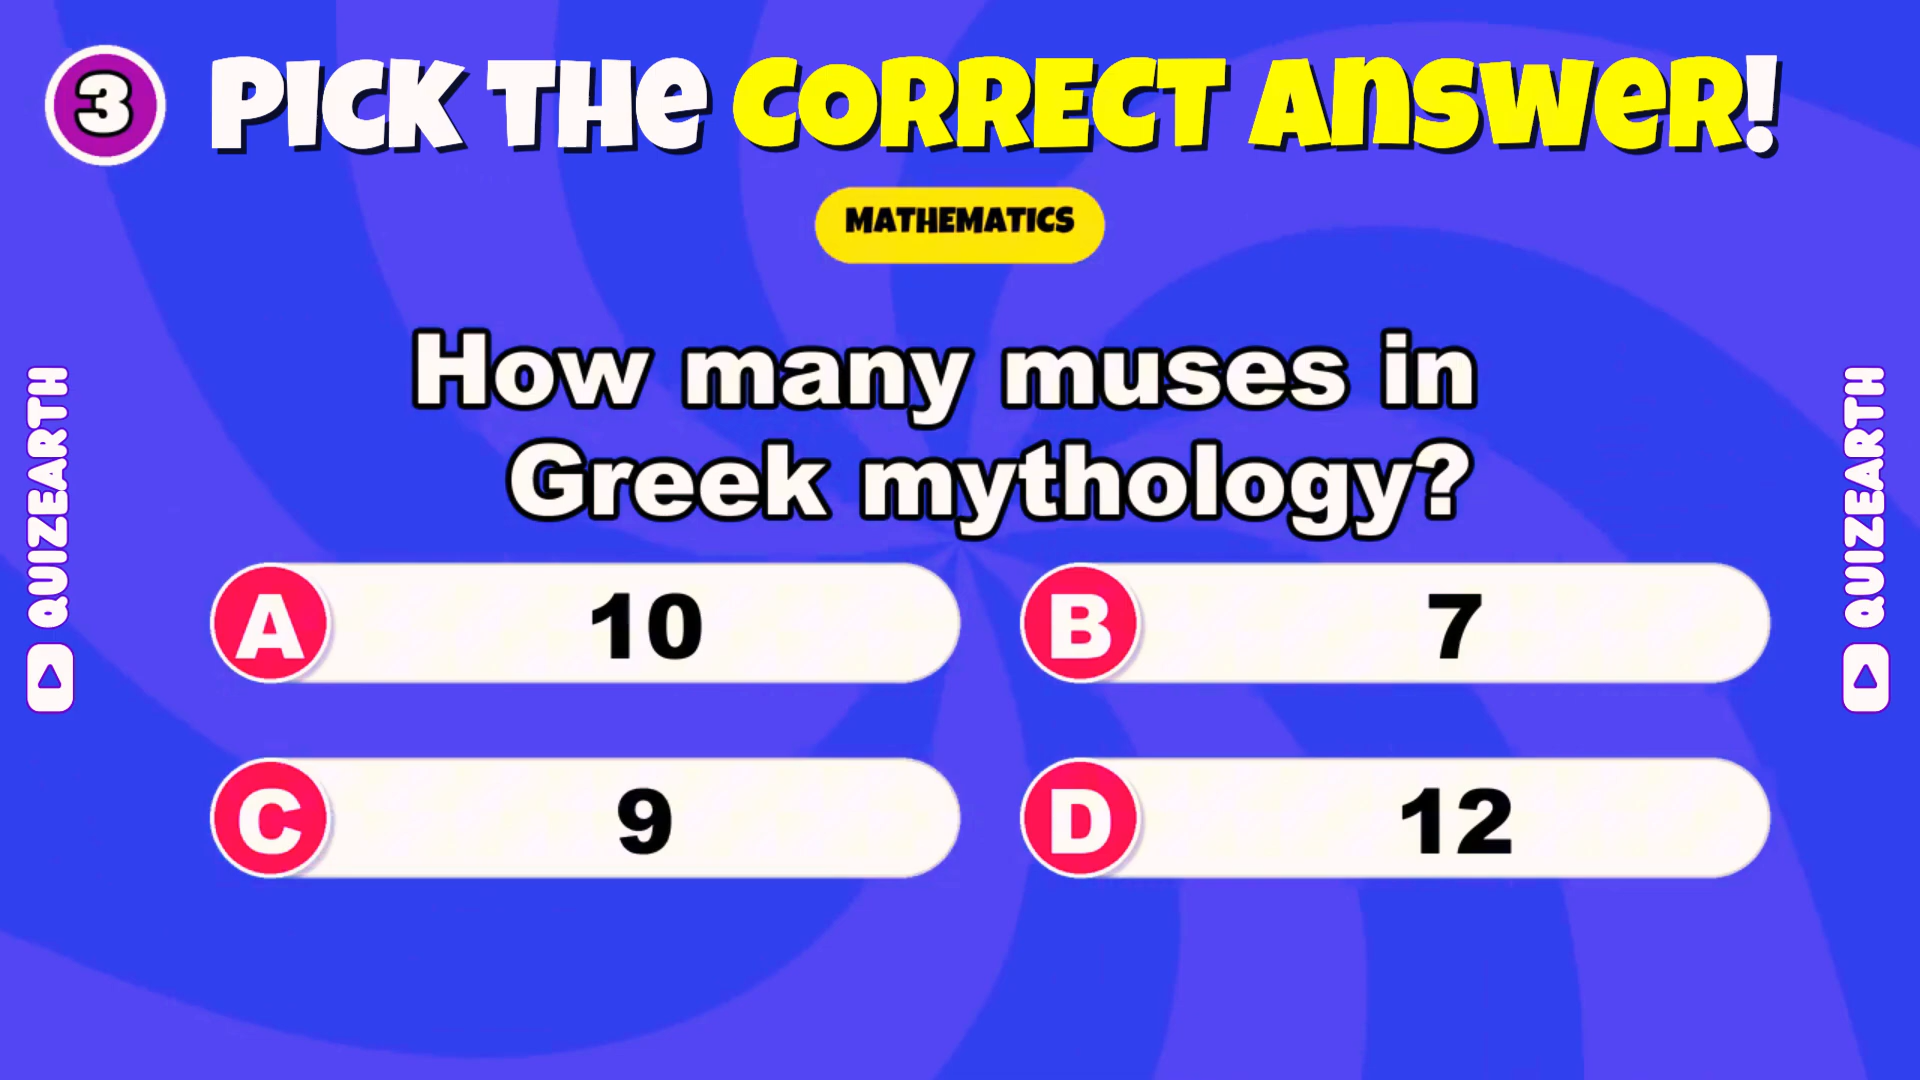 3
PICK THE CORRECT ANSWER!
MATHEMATICS
How many muses in
Greek mythology?
A 10
B 7
C 9
D 12
QUIZEARTH
QUIZEARTH